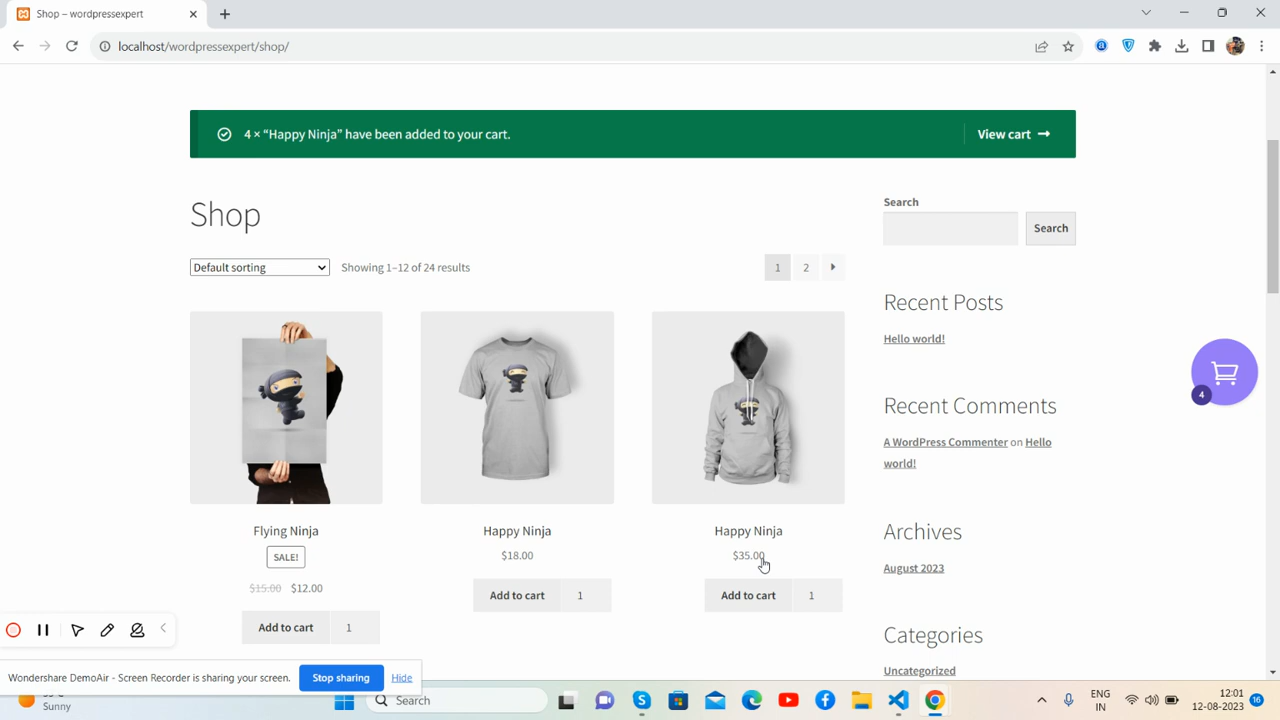 Shop – wordpressexpert
localhost/wordpressexpert/shop/
4 × “Happy Ninja” have been added to your cart.
View cart →
Shop
Search
Search
Default sorting
Showing 1–12 of 24 results
1 2
Recent Posts
Hello world!
4
Recent Comments
A WordPress Commenter on Hello
world!
Flying Ninja
SALE!
$15.00 $12.00
Add to cart 1
Happy Ninja
$18.00
Add to cart 1
Happy Ninja
$35.00
Add to cart 1
Archives
August 2023
Categories
Uncategorized
Wondershare DemoAir - Screen Recorder is sharing your screen.
Stop sharing
Hide
Sunny
Search
ENG
IN
12:01
12-08-2023
16